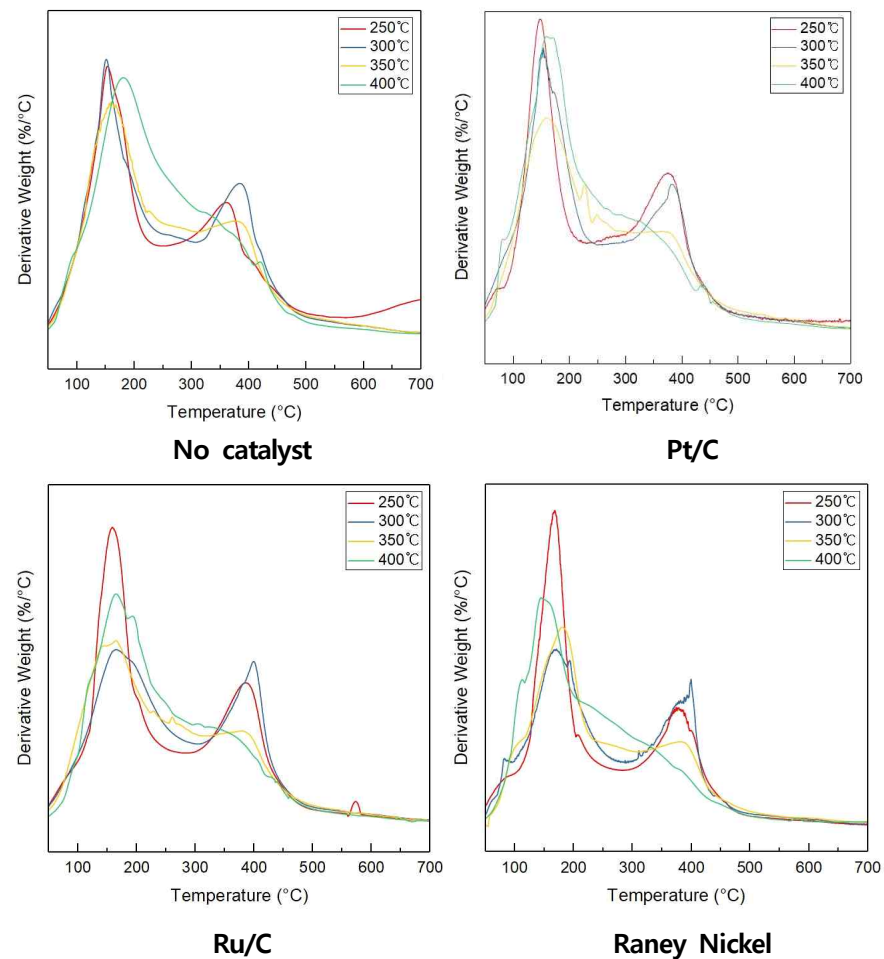 250℃
300℃
350℃
400℃
Derivative Weight (%/°C)
100 200 300 400 500 600 700
Temperature (°C)
No catalyst
250℃
300℃
350℃
400℃
Derivative Weight (%/°C)
100 200 300 400 500 600 700
Temperature (°C)
Pt/C
250℃
300℃
350℃
400℃
Derivative Weight (%/°C)
100 200 300 400 500 600 700
Temperature (°C)
Ru/C
250℃
300℃
350℃
400℃
Derivative Weight (%/°C)
100 200 300 400 500 600 700
Temperature (°C)
Raney Nickel